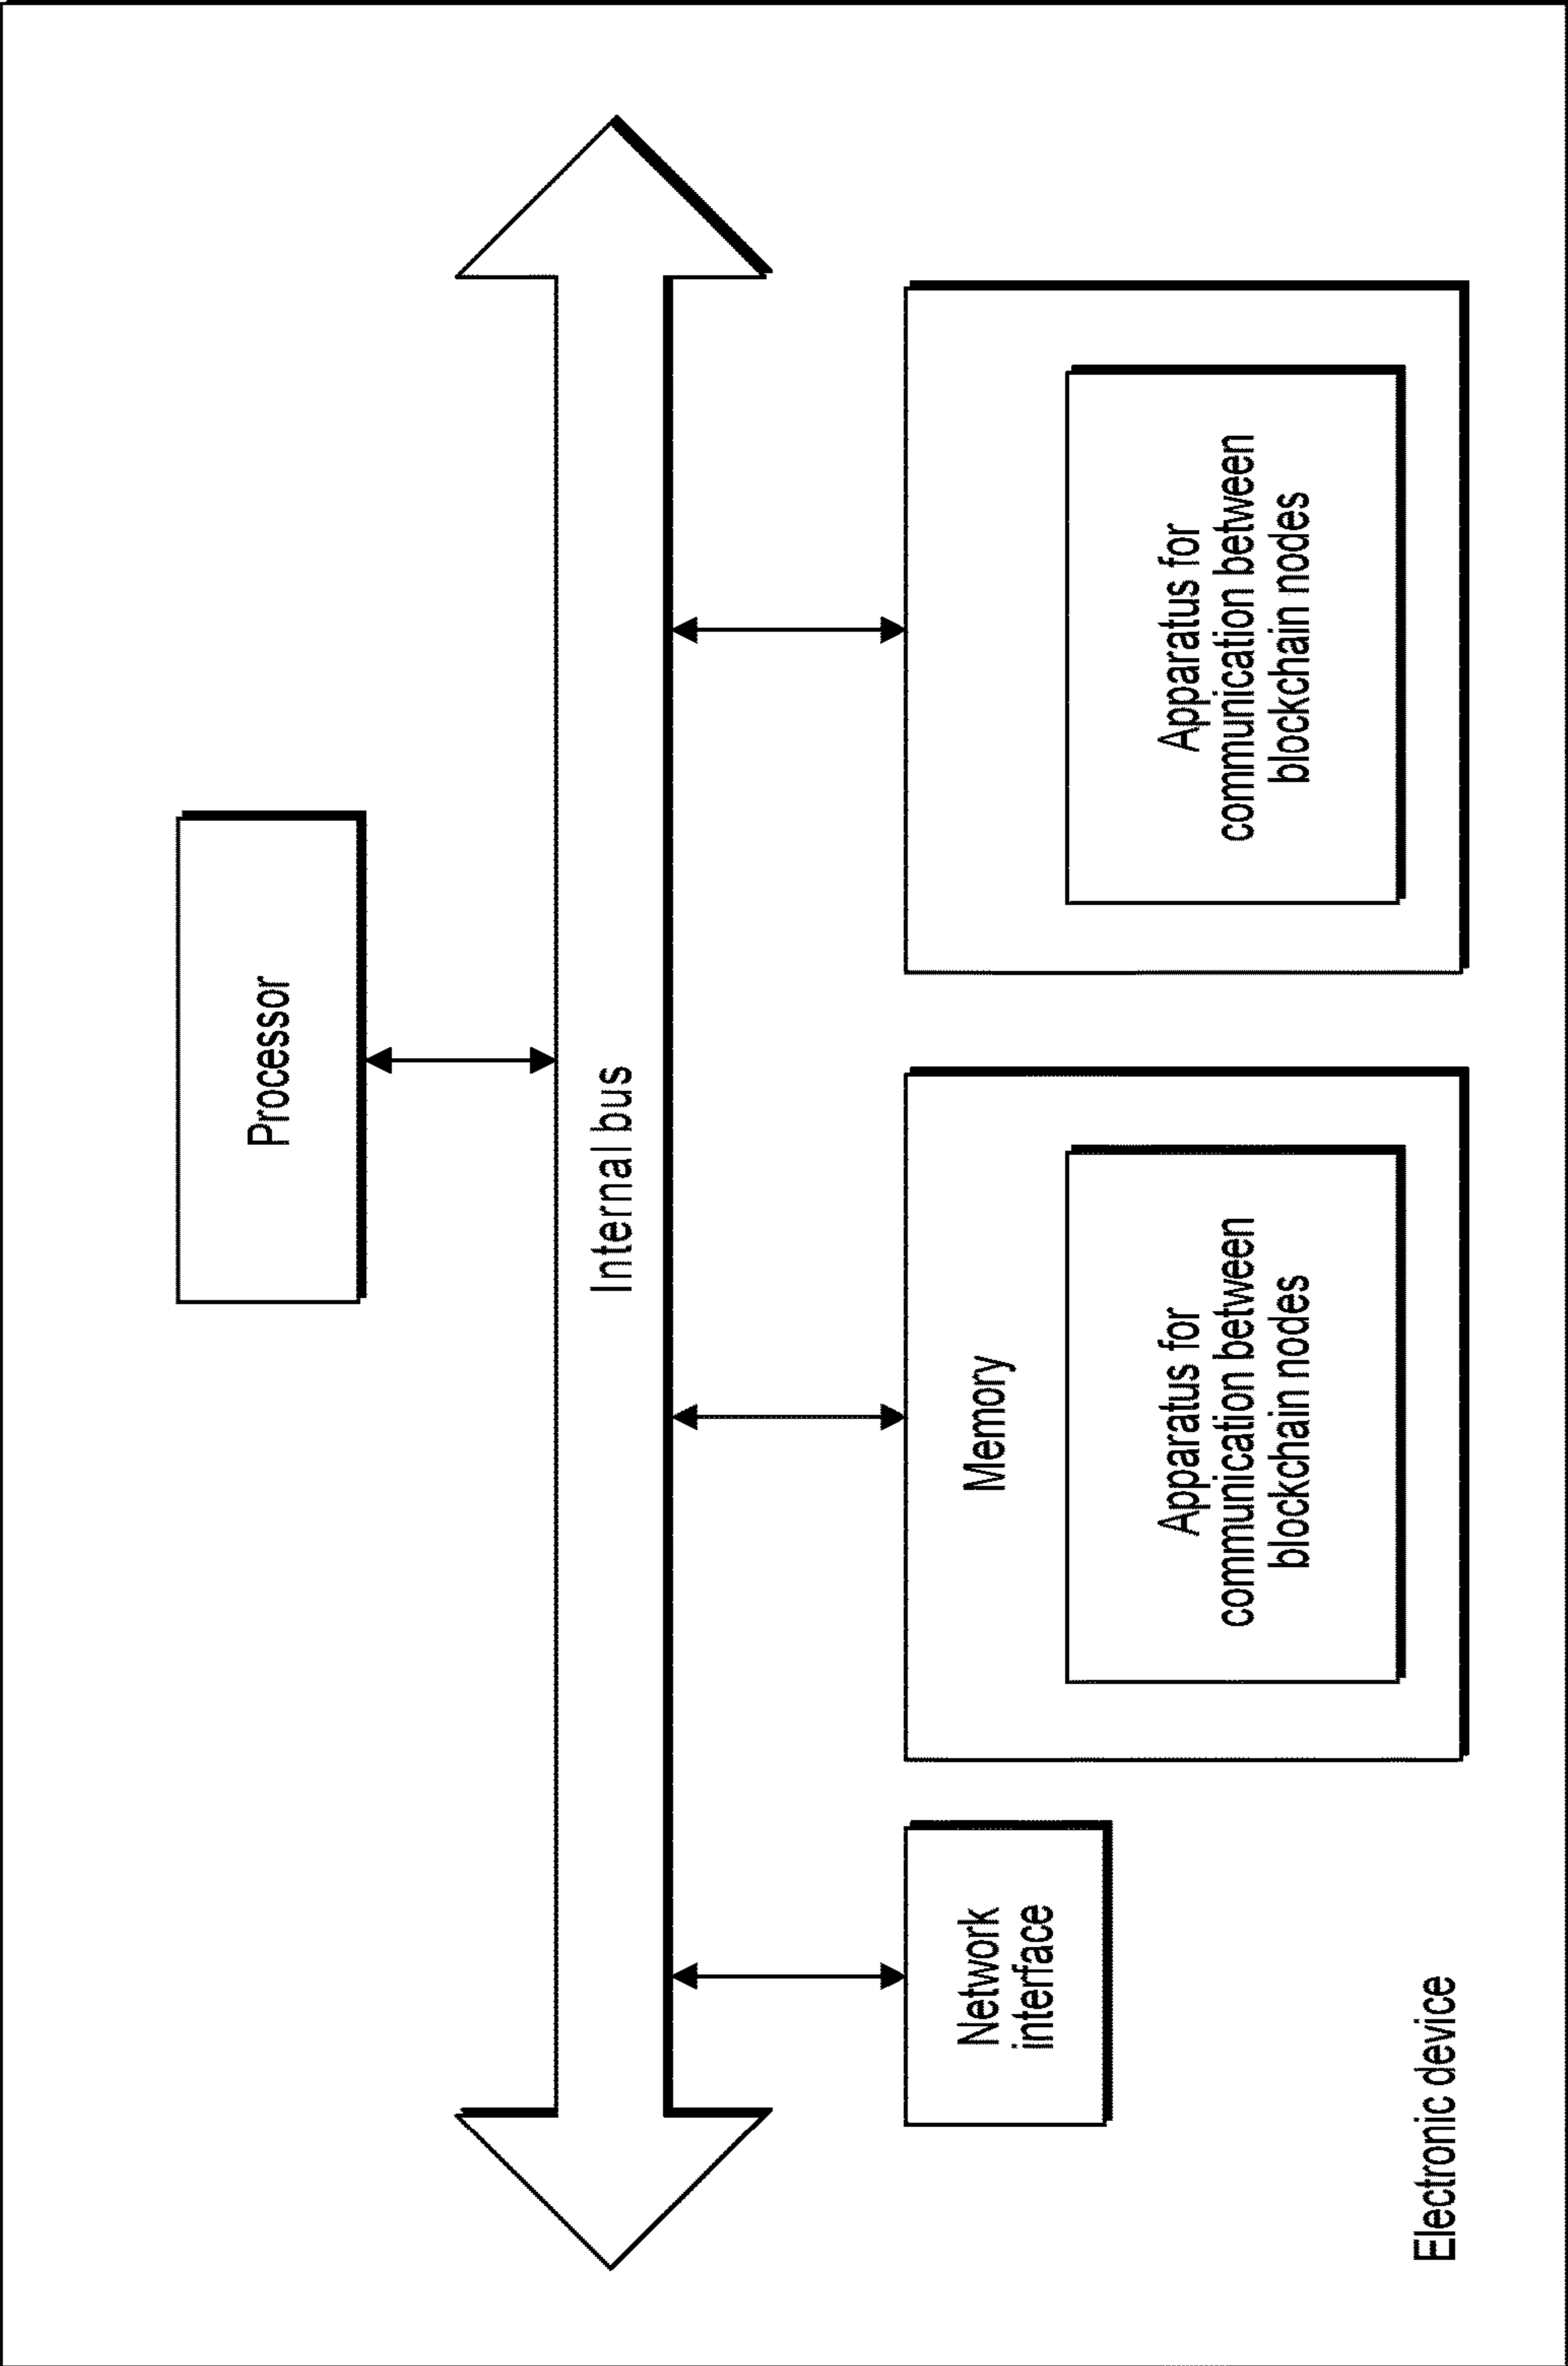 Processor
Internal bus
Network
interface
Memory
Apparatus for
communication between
blockchain nodes
Apparatus for
communication between
blockchain nodes
Electronic device